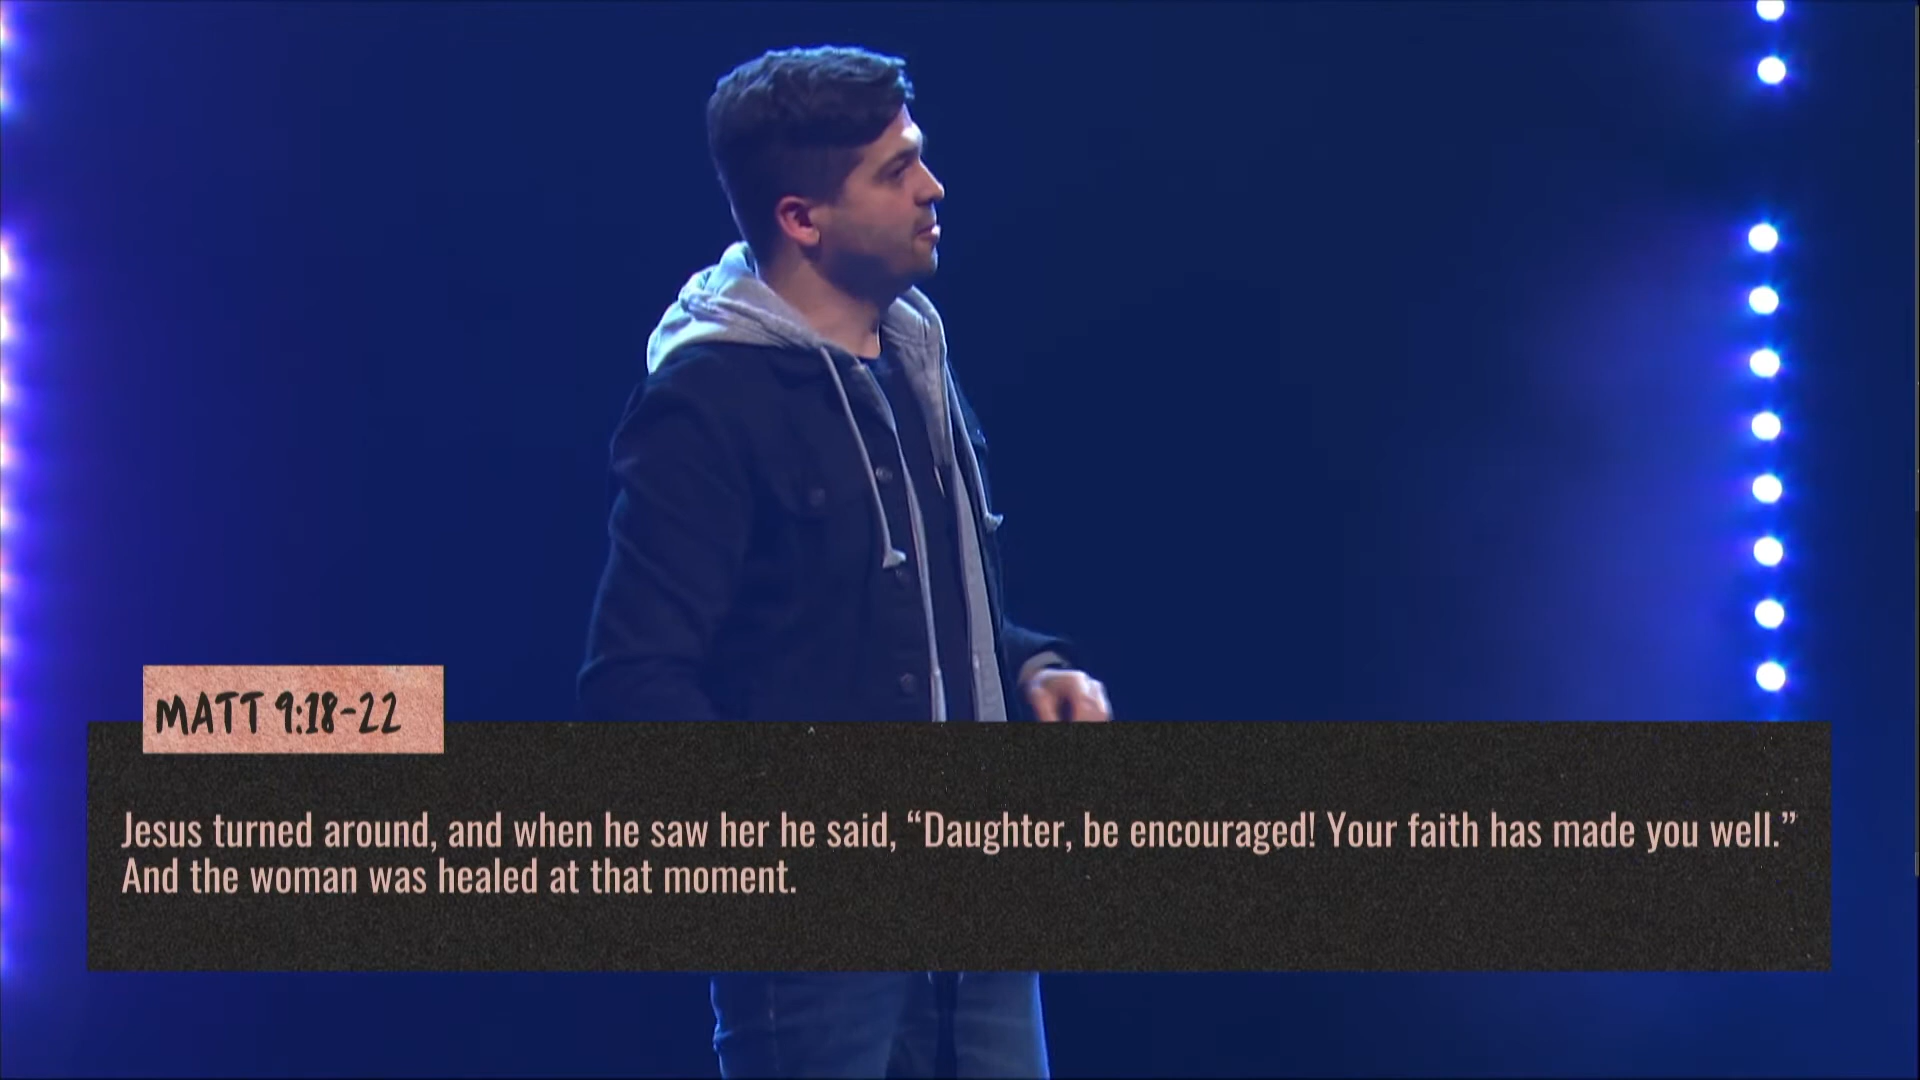 MATT 9:18-22
Jesus turned around, and when he saw her he said, “Daughter, be encouraged! Your faith has made you well.”
And the woman was healed at that moment.